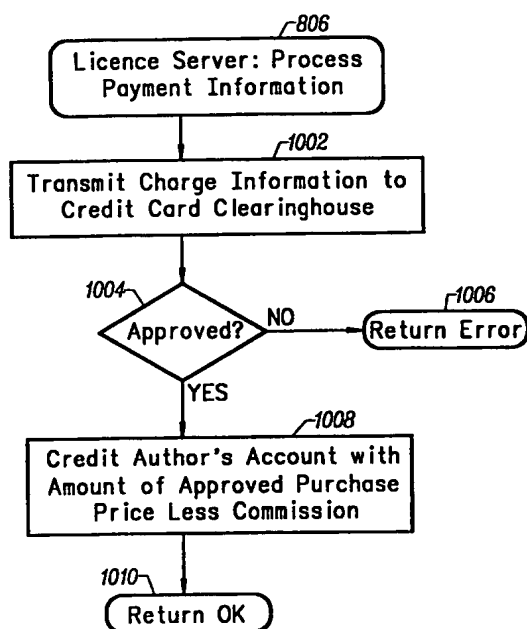 806
Licence Server: Process
Payment Information
1002
Transmit Charge Information to
Credit Card Clearinghouse
1004
Approved?
NO
1006
Return Error
YES
1008
Credit Author's Account with
Amount of Approved Purchase
Price Less Commission
1010
Return OK